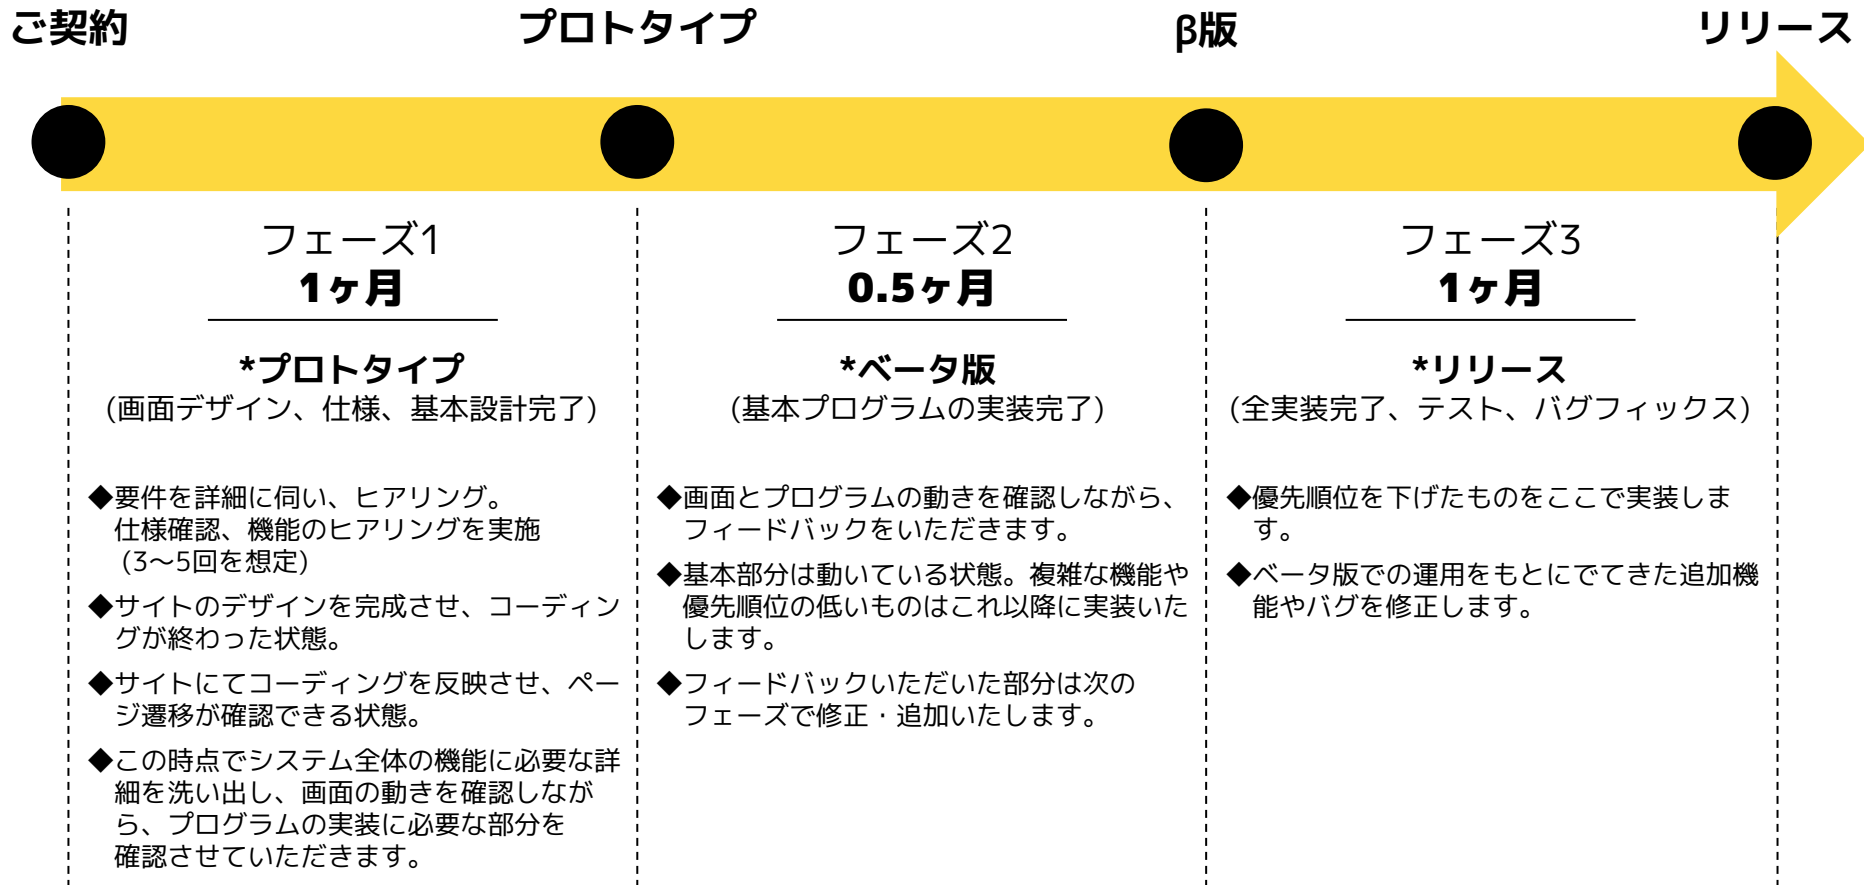 ご契約
プロトタイプ
β版
リリース
フェーズ1
1ヶ月
*プロトタイプ
(画面デザイン、仕様、基本設計完了)
◆要件を詳細に伺い、ヒアリング。
仕様確認、機能のヒアリングを実施
(3〜5回を想定)
◆サイトのデザインを完成させ、コーディン
グが終わった状態。
◆サイトにてコーディングを反映させ、ペー
ジ遷移が確認できる状態。
◆この時点でシステム全体の機能に必要な詳
細を洗い出し、画面の動きを確認しなが
ら、プログラムの実装に必要な部分を
確認させていただきます。
フェーズ2
0.5ヶ月
*ベータ版
(基本プログラムの実装完了)
◆画面とプログラムの動きを確認しながら、
フィードバックをいただきます。
◆基本部分は動いている状態。複雑な機能や
優先順位の低いものはこれ以降に実装いた
します。
◆フィードバックいただいた部分は次の
フェーズで修正・追加いたします。
フェーズ3
1ヶ月
*リリース
(全実装完了、テスト、バグフィックス)
◆優先順位を下げたものをここで実装しま
す。
◆ベータ版での運用をもとにでてきた追加機
能やバグを修正します。